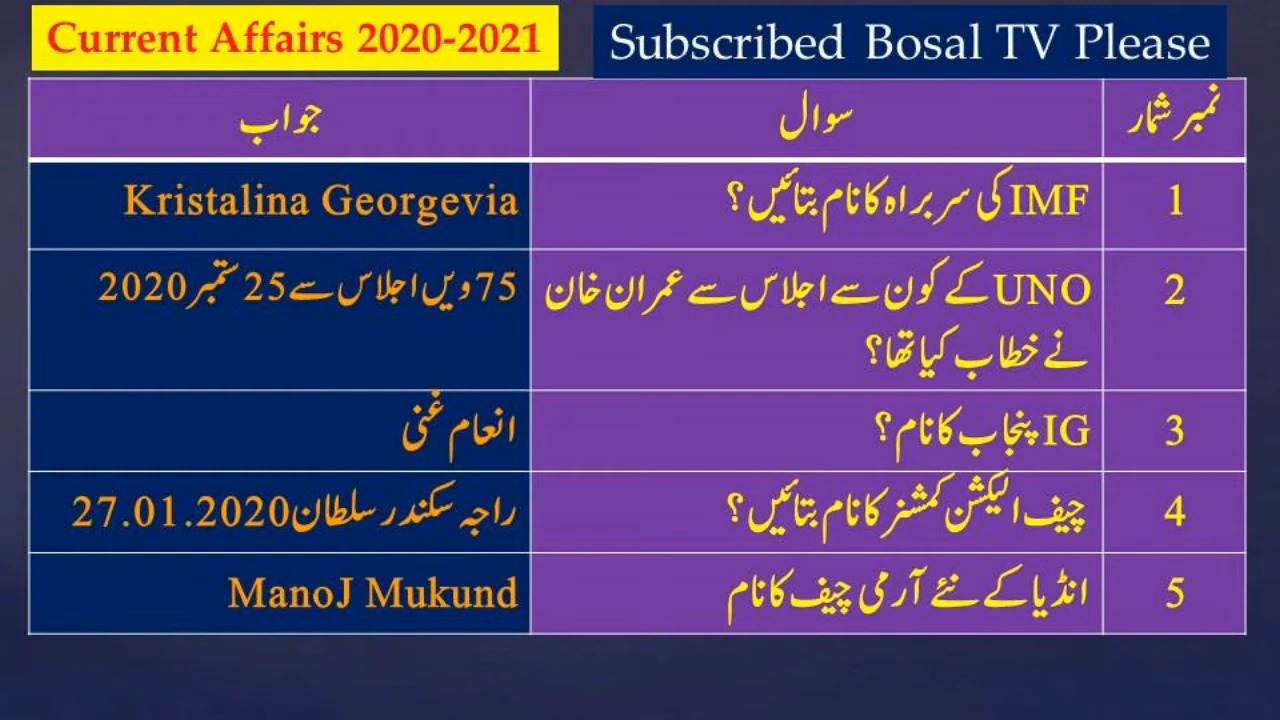 Current Affairs 2020-2021
Subscribed Bosal TV Please
نمبر شمار سوال جواب
1 IMF کی سربراہ کا نام بتائیں؟ Kristalina Georgevia
2 UNO کے کون سے اجلاس سے عمران خان 75 ویں اجلاس سے 25 ستمبر 2020
نے خطاب کیا تھا؟
3 IG پنجاب کا نام؟ انعام غنی
4 چیف الیکشن کمشنر کا نام بتائیں؟ راجہ سکندر سلطان 27.01.2020
5 انڈیا کے نئے آرمی چیف کا نام ManoJ Mukund